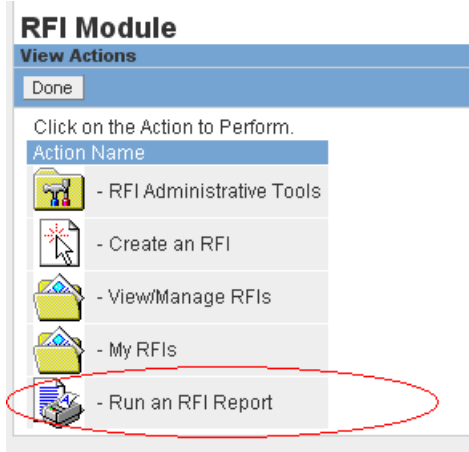 RFI Module
View Actions
Done
Click on the Action to Perform.
Action Name
- RFI Administrative Tools
- Create an RFI
- View/Manage RFIs
- My RFIs
- Run an RFI Report